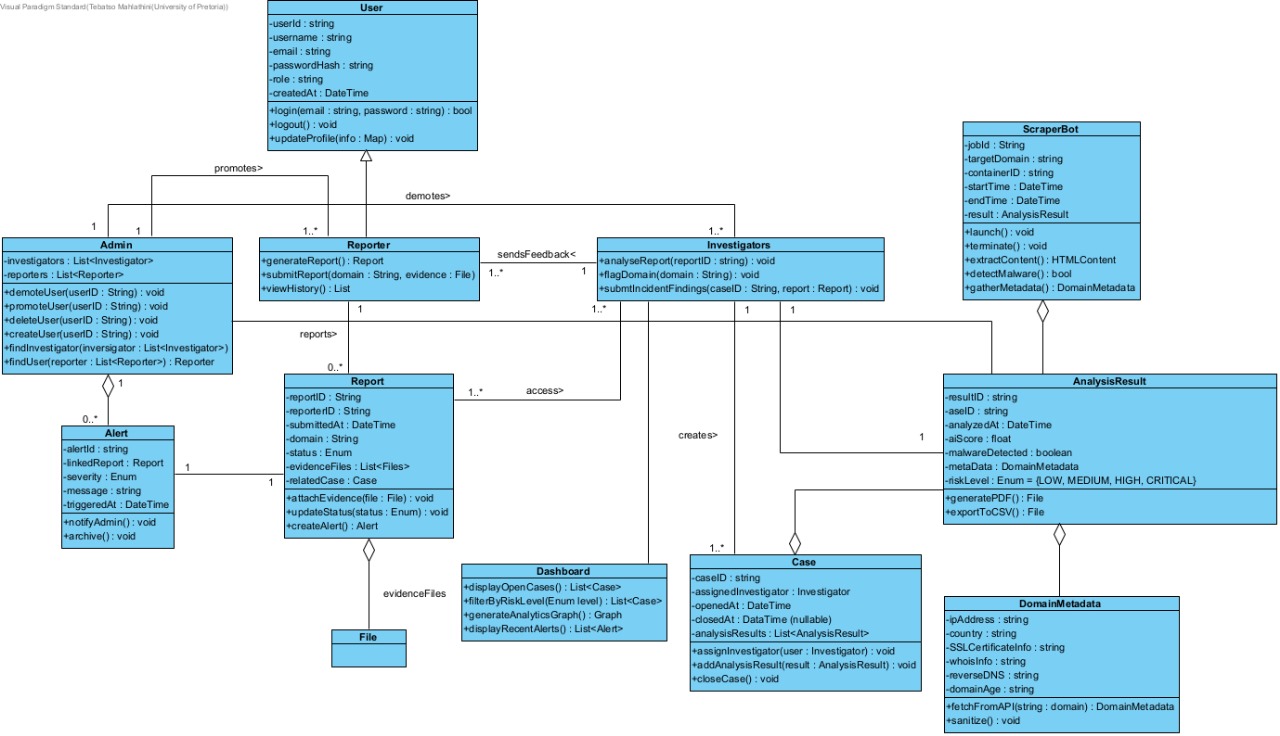 Visual Paradigm Standard(Tebatso Mahlathini(University of Pretoria))
User
-userId : string
-username : string
-email : string
-passwordHash : string
-role : string
-createdAt : DateTime
+login(email : string, password : string) : bool
+logout() : void
+updateProfile(info : Map) : void
promotes>
demotes>
1
1
1..*
1..*
Admin
-investigators : List<Investigator>
-reporters : List<Reporter>
+demoteUser(userID : String) : void
+promoteUser(userID : String) : void
+deleteUser(userID : String) : void
+createUser(userID : String) : void
+findInvestigator(inversigator : List<Investigator>)
+findUser(reporter : List<Reporter>) : Reporter
Reporter
+generateReport() : Report
+submitReport(domain : String, evidence : File)
+viewHistory() : List
sendsFeedback<
1..*
1
Investigators
+analyseReport(reportID : string) : void
+flagDomain(domain : String): void
+submtIncidentFindings(caseID : String, report : Report) : void
ScraperBot
-jobId : String
-targetDomain : string
-containerID : string
-startTime : DateTime
-endTime : DateTime
-result : AnalysisResult
+launch() : void
+terminate() : void
+extractContent() : HTMLContent
+detectMalware() : bool
+gatherMetadata() : DomainMetadata
1
1..*
1
1
reports>
0..*
1
0..*
Alert
-alertId : string
-linkedReport : Report
-severity : Enum
-message : string
-triggeredAt : DateTime
+notifyAdmin() : void
+archive() : void
1
1
Report
-reportID : String
-reporterID : String
-submittedAt : DateTime
-domain : String
-status : Enum
-evidenceFiles : List<Files>
-relatedCase : Case
+attachEvidence(file : File) : void
+updateStatus(status : Enum) : void
+createAlert() : Alert
1..*
access>
creates>
1
1..*
AnalysisResult
-resultID : string
-aseID : string
-analyzedAt : DateTime
-aiScore : float
-malwareDetected : boolean
-metaData : DomainMetadata
-riskLevel : Enum = {LOW, MEDIUM, HIGH, CRITICAL}
+generatePDF() : File
+exportToCSV() : File
evidenceFiles
File
Dashboard
+displayOpenCases() : List<Case>
+filterByRiskLevel(Enum level) : List<Case>
+generateAnalyticsGraph() : Graph
+displayRecentAlerts() : List<Alert>
Case
-caseID : string
-assignedInvestigator : Investigator
-openedAt : DateTime
-closedAt : DataTime (nullable)
-analysisResults : List<AnalysisResult>
+assignInvestigator(user : Investigator) : void
+addAnalysisResult(result : AnalysisResult) : void
+closeCase() : void
DomainMetadata
-ipAddress : string
-country : string
-SSLCertificateInfo : string
-whoisInfo : string
-reverseDNS : string
-domainAge : string
+fetchFromAPI(string : domain) : DomainMetadata
+sanitize() : void